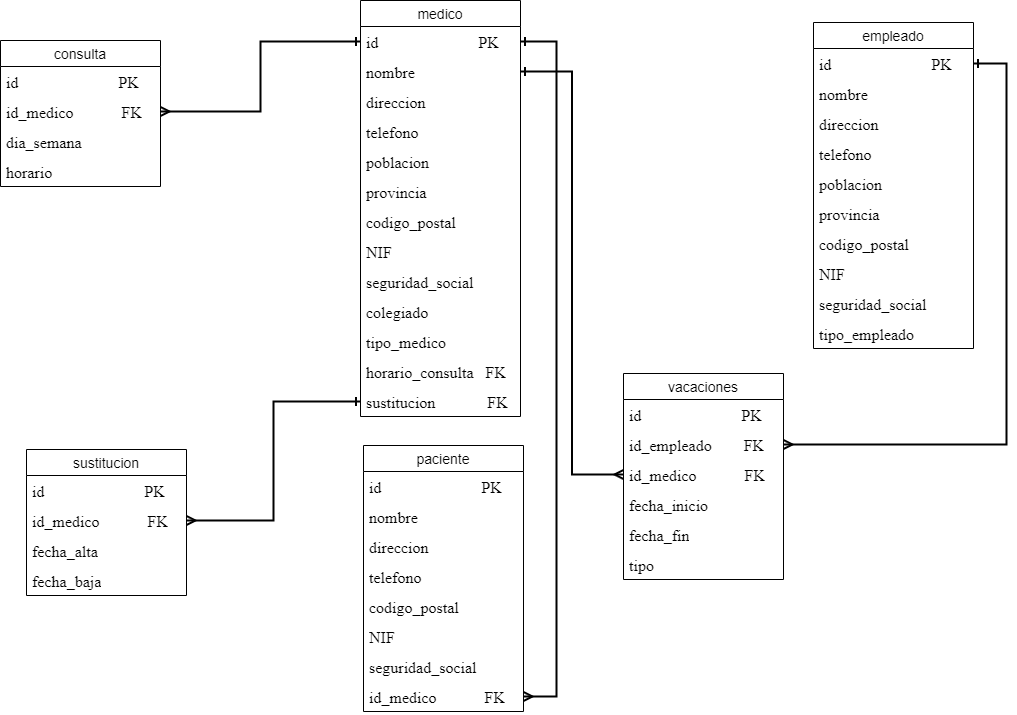 medico
id PK
nombre
direccion
telefono
poblacion
provincia
codigo_postal
NIF
seguridad_social
colegiado
tipo_medico
horario_consulta FK
sustitucion FK
consulta
id PK
id_medico FK
dia_semana
horario
empleado
id PK
nombre
direccion
telefono
poblacion
provincia
codigo_postal
NIF
seguridad_social
tipo_empleado
vacaciones
id PK
id_empleado FK
id_medico FK
fecha_inicio
fecha_fin
tipo
sustitucion
id PK
id_medico FK
fecha_alta
fecha_baja
paciente
id PK
nombre
direccion
telefono
codigo_postal
NIF
seguridad_social
id_medico FK